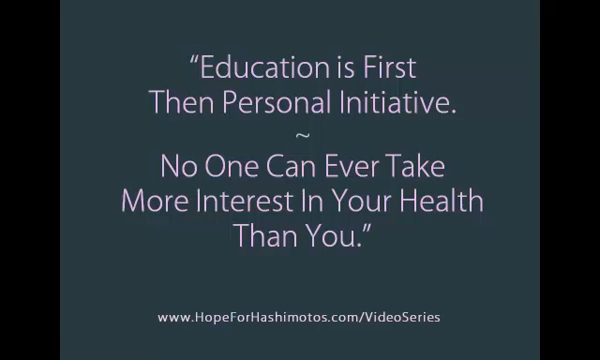 “Education is First
Then Personal Initiative.
~
No One Can Ever Take
More Interest In Your Health
Than You.”
www.HopeForHashimotos.com/VideoSeries